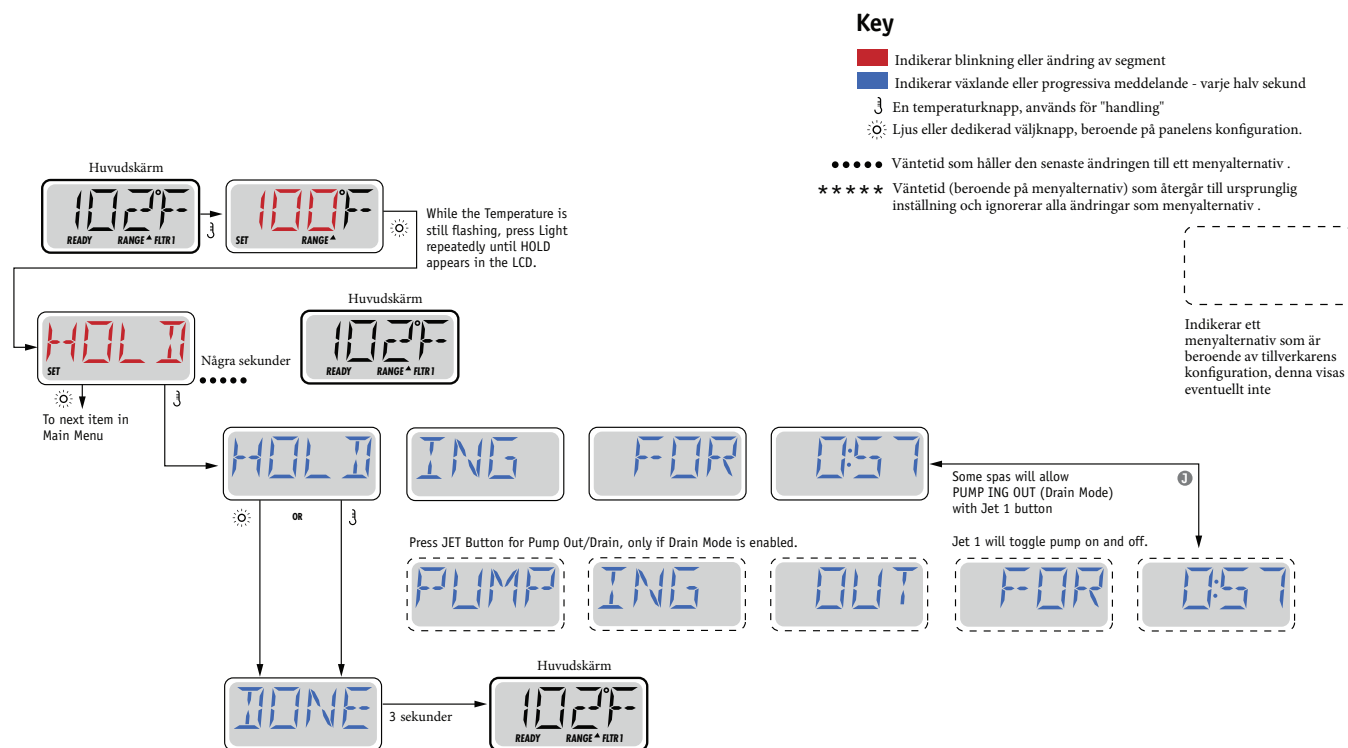 Key
Indikerar blinkning eller ändring av segment
Indikerar växlande eller progressiva meddelande - varje halv sekund
En temperaturknapp, används för "handling"
Ljus eller dedikerad väljknapp, beroende på panelens konfiguration.
••••• Väntetid som håller den senaste ändringen till ett menyalternativ .
***** Väntetid (beroende på menyalternativ) som återgår till ursprunglig
inställning och ignorerar alla ändringar som menyalternativ .
Indikerar ett
menyalternativ som är
beroende av tillverkarens
konfiguration, denna visas
eventuellt inte
Huvudskärm
102°F
READY RANGE ▲ FLTR1
100°F
SET RANGE ▲
While the Temperature is
still flashing, press Light
repeatedly until HOLD
appears in the LCD.
HOLD
SET
Några sekunder
•••••
Huvudskärm
102°F
READY RANGE ▲ FLTR1
To next item in
Main Menu
HOLD
ING
FOR
0:57
Some spas will allow
PUMP ING OUT (Drain Mode)
with Jet 1 button
J
OR
Press JET Button for Pump Out/Drain, only if Drain Mode is enabled.
Jet 1 will toggle pump on and off.
PUMP
ING
OUT
FOR
0:57
DONE
3 sekunder
Huvudskärm
102°F
READY RANGE ▲ FLTR1